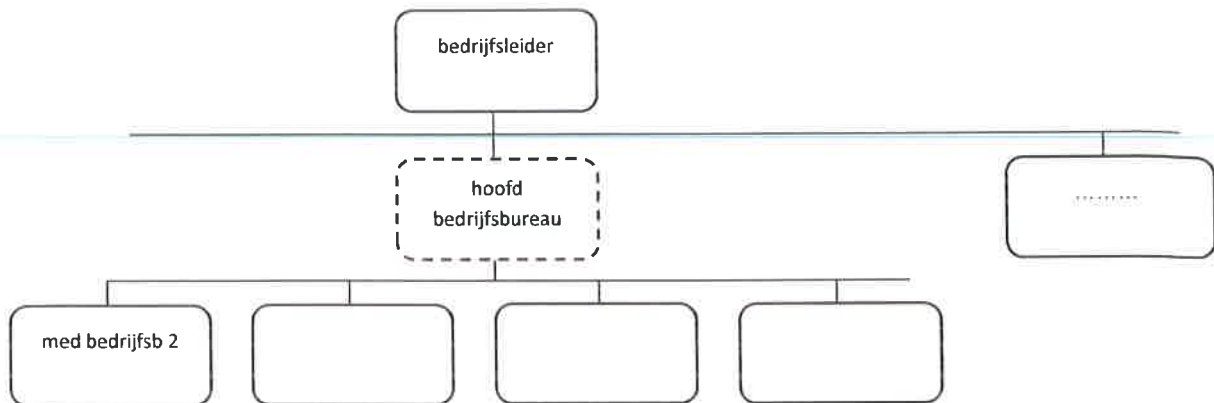 bedrijfsleider
hoofd
bedrijfsbureau
.........
med bedrijfsb 2